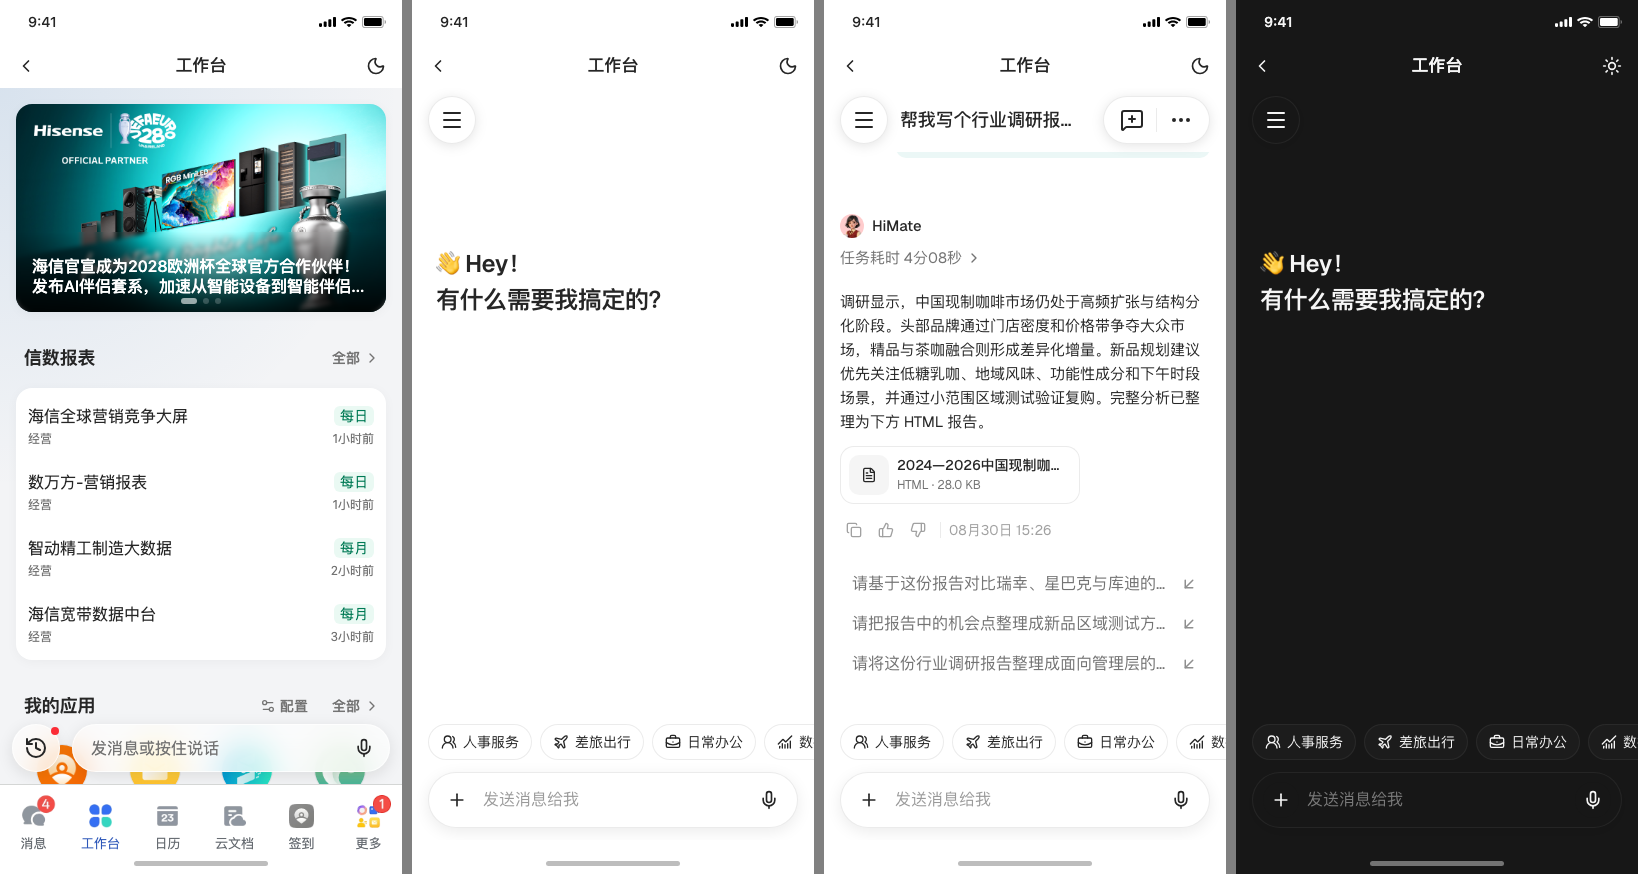 9:41
工作台
Hisense
UEFA EURO 2028
OFFICIAL PARTNER
RGB MiniLED
海信官宣成为2028欧洲杯全球官方合作伙伴！
发布AI伴侣套系，加速从智能设备到智能伴侣...
信数报表
全部
海信全球营销竞争大屏
每日
经营
1小时前
数万方-营销报表
每日
经营
1小时前
智动精工制造大数据
每月
经营
2小时前
海信宽带数据中台
每月
经营
3小时前
我的应用
配置
全部
发消息或按住说话
4
消息
工作台
23
日历
云文档
签到
1
更多
9:41
工作台
👋 Hey！
有什么需要我搞定的？
人事服务
差旅出行
日常办公
数
发送消息给我
9:41
工作台
帮我写个行业调研报...
HiMate
任务耗时 4分08秒
调研显示，中国现制咖啡市场仍处于高频扩张与结构分
化阶段。头部品牌通过门店密度和价格带争夺大众市
场，精品与茶咖融合则形成差异化增量。新品规划建议
优先关注低糖乳咖、地域风味、功能性成分和下午时段
场景，并通过小范围区域测试验证复购。完整分析已整
理为下方 HTML 报告。
2024—2026中国现制咖...
HTML · 28.0 KB
08月30日 15:26
请基于这份报告对比瑞幸、星巴克与库迪的...
请把报告中的机会点整理成新品区域测试方...
请将这份行业调研报告整理成面向管理层的...
人事服务
差旅出行
日常办公
数
发送消息给我
9:41
工作台
👋 Hey！
有什么需要我搞定的？
人事服务
差旅出行
日常办公
数
发送消息给我